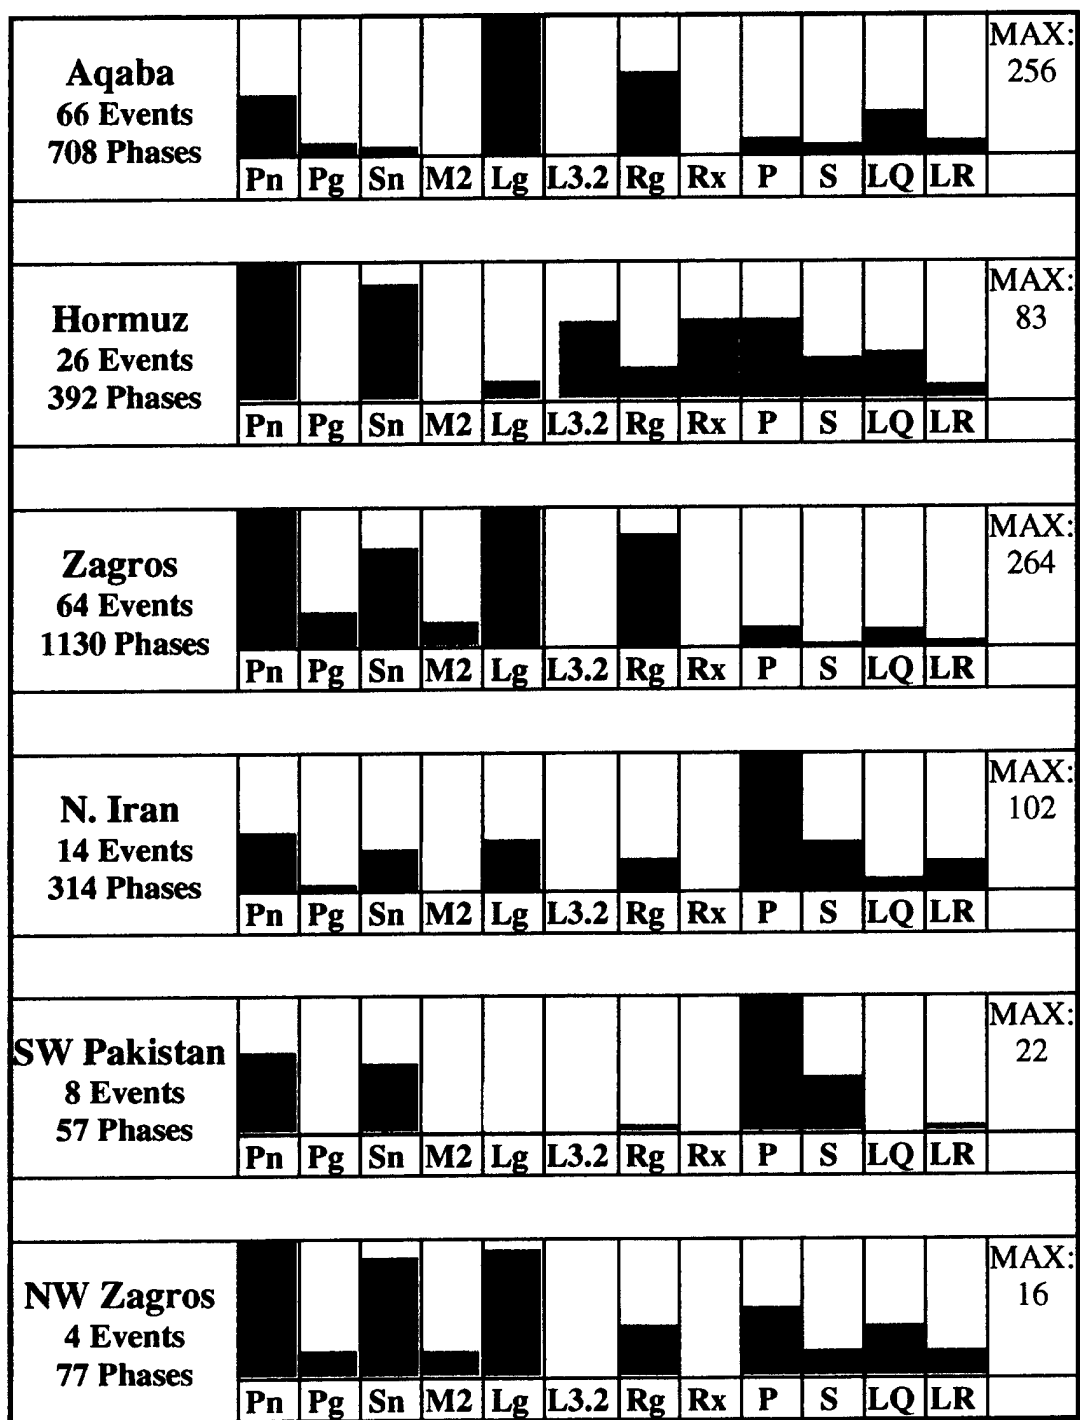 Aqaba
66 Events
708 Phases
MAX:
256
Pn Pg Sn M2 Lg L3.2 Rg Rx P S LQ LR
Hormuz
26 Events
392 Phases
MAX:
83
Pn Pg Sn M2 Lg L3.2 Rg Rx P S LQ LR
Zagros
64 Events
1130 Phases
MAX:
264
Pn Pg Sn M2 Lg L3.2 Rg Rx P S LQ LR
N. Iran
14 Events
314 Phases
MAX:
102
Pn Pg Sn M2 Lg L3.2 Rg Rx P S LQ LR
SW Pakistan
8 Events
57 Phases
MAX:
22
Pn Pg Sn M2 Lg L3.2 Rg Rx P S LQ LR
NW Zagros
4 Events
77 Phases
MAX:
16
Pn Pg Sn M2 Lg L3.2 Rg Rx P S LQ LR